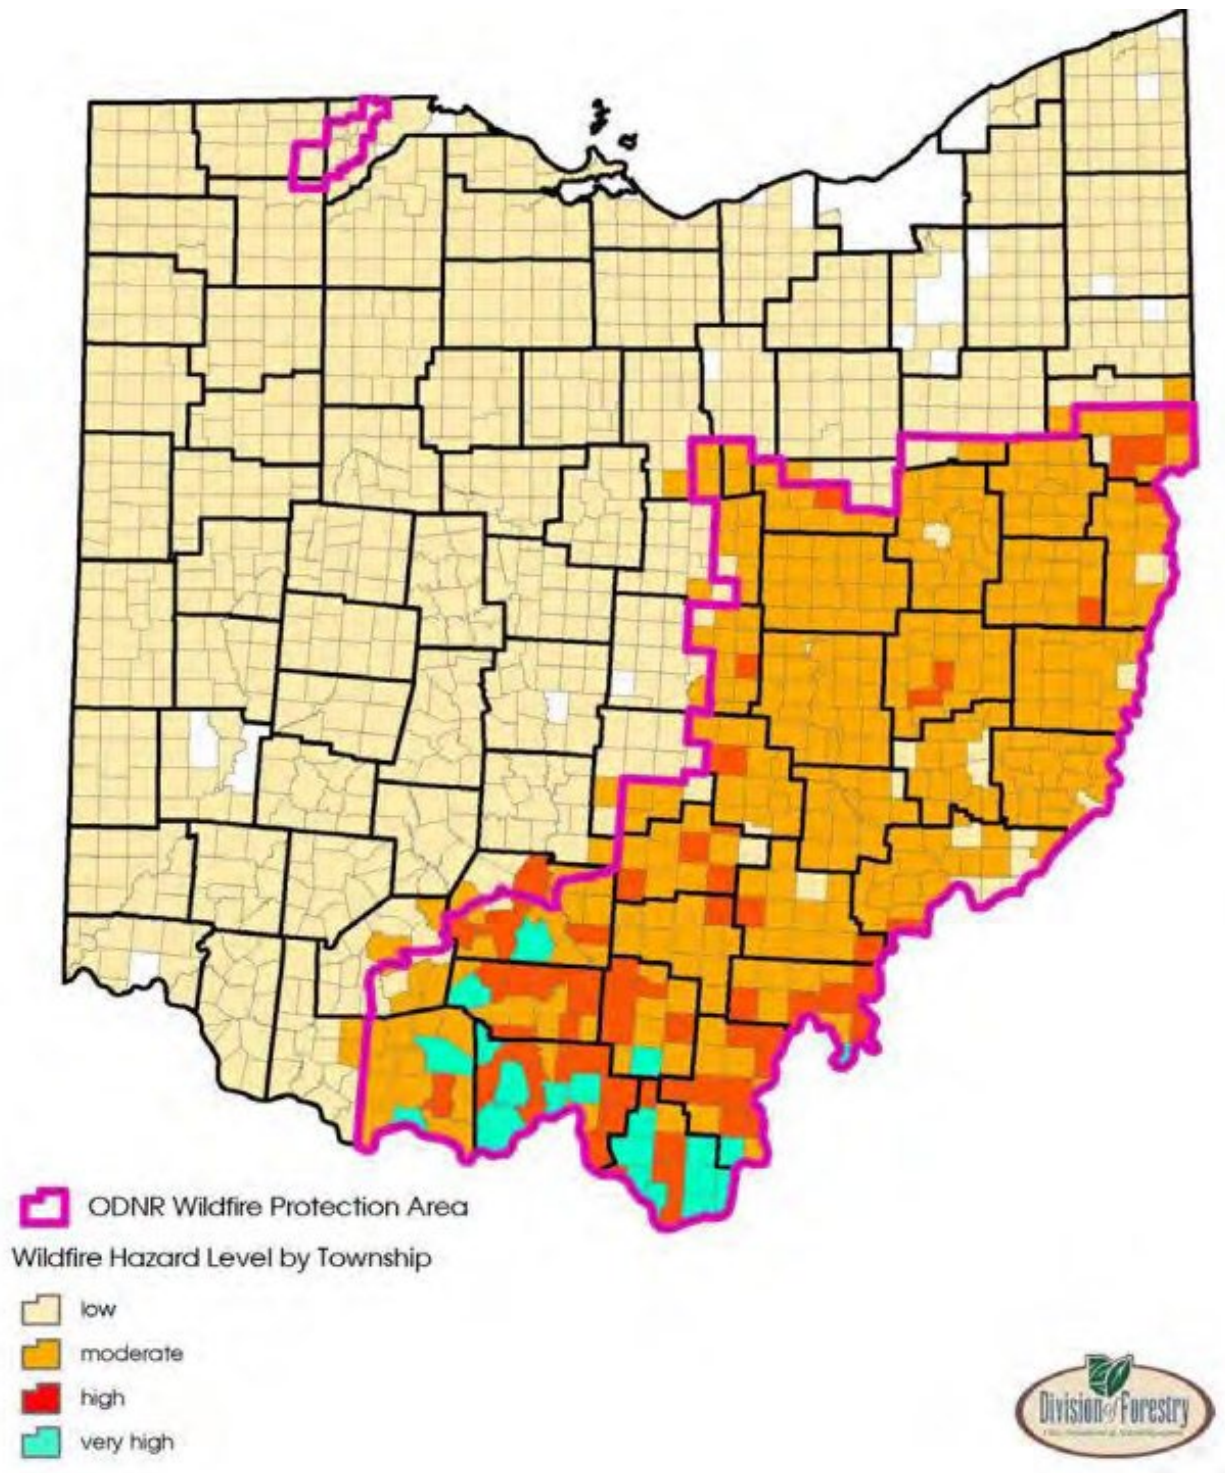 ODNR Wildfire Protection Area
Wildfire Hazard Level by Township
low
moderate
high
very high
Division of Forestry